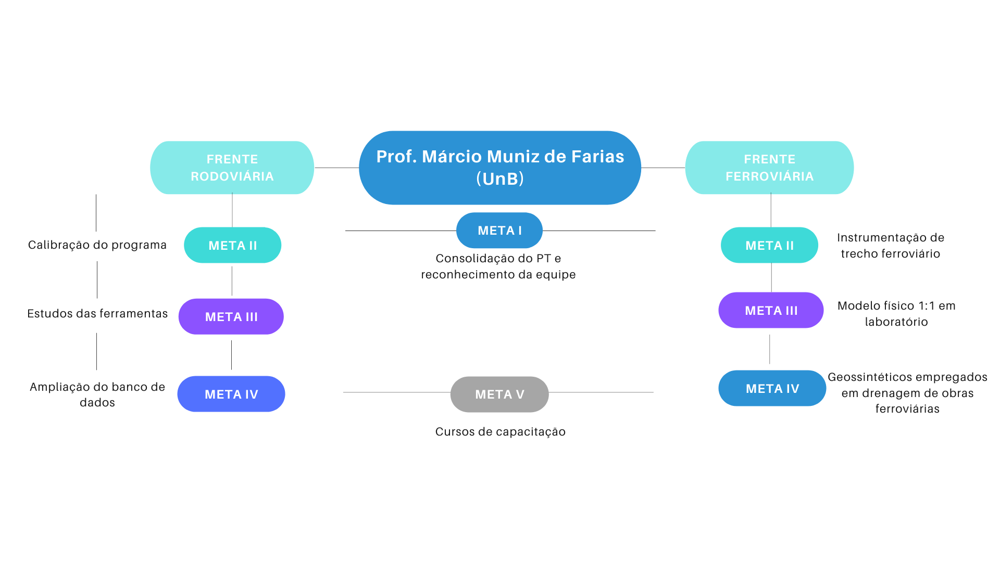 Prof. Márcio Muniz de Farias
(UnB)
FRENTE
RODOVIÁRIA
FRENTE
FERROVIÁRIA
META I
Consolidação do PT e
reconhecimento da equipe
Calibração do programa
META II
Estudos das ferramentas
META III
Ampliação do banco de
dados
META IV
META II
Instrumentação de
trecho ferroviário
META III
Modelo físico 1:1 em
laboratório
META IV
Geossintéticos empregados
em drenagem de obras
ferroviárias
META V
Cursos de capacitação